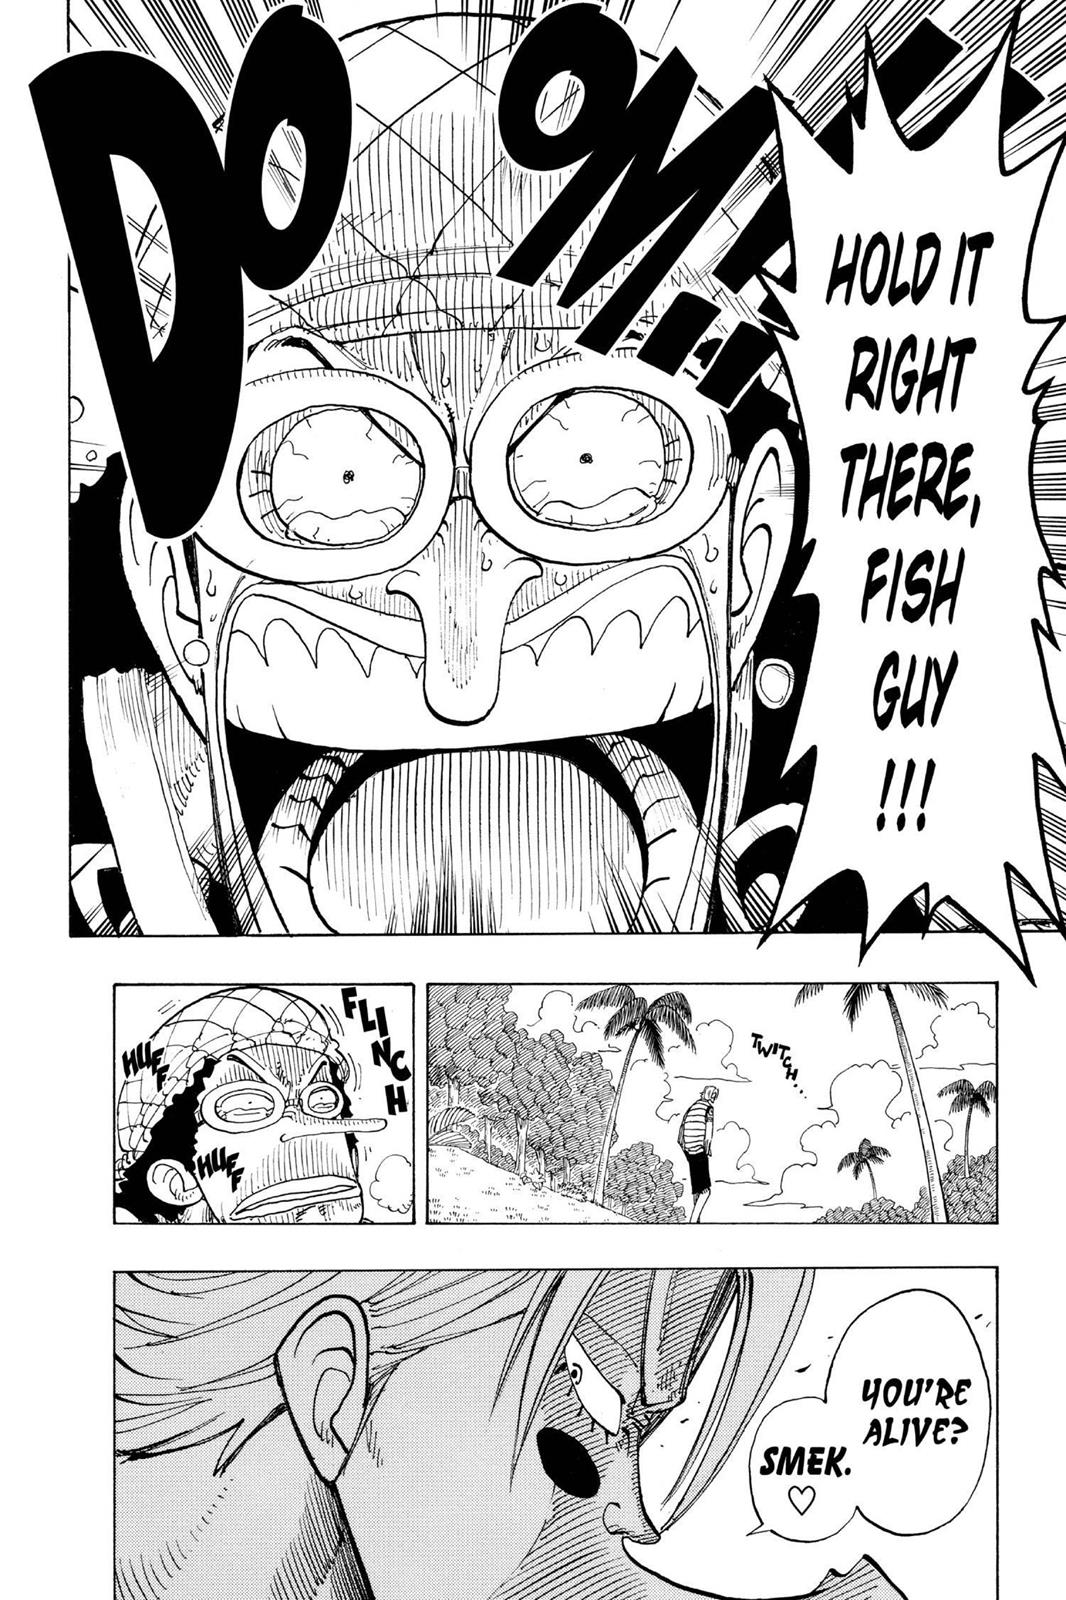 DOOM!!!
HOLD IT
RIGHT
THERE,
FISH
GUY
!!!
FLINCH
HUFF
HUFF
TWITCH...
YOU'RE
ALIVE?
SMEK.
♡